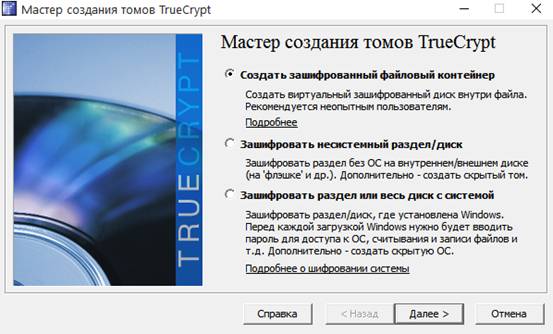 Мастер создания томов TrueCrypt
Мастер создания томов TrueCrypt
Создать зашифрованный файловый контейнер
Создать виртуальный зашифрованный диск внутри файла.
Рекомендуется неопытным пользователям.
Подробнее
Зашифровать несистемный раздел/диск
Зашифровать раздел без ОС на внутреннем/внешнем диске
(на 'флэшке' и др.). Дополнительно - создать скрытый том.
Зашифровать раздел или весь диск с системой
Зашифровать раздел/диск, где установлена Windows.
Перед каждой загрузкой Windows нужно будет вводить
пароль для доступа к ОС, считывания и записи файлов и
т.д. Дополнительно - создать скрытую ОС.
Подробнее о шифровании системы
TRUECRYPT
Справка
< Назад
Далее >
Отмена